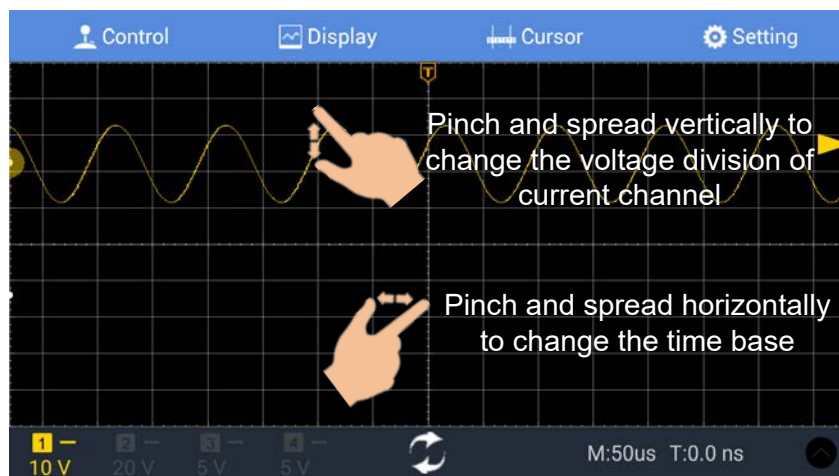 Control Display Cursor Setting
T
Pinch and spread vertically to
change the voltage division of
current channel
Pinch and spread horizontally
to change the time base
1 2 3 4
10 V 20 V 5 V 5 V M:50us T:0.0 ns